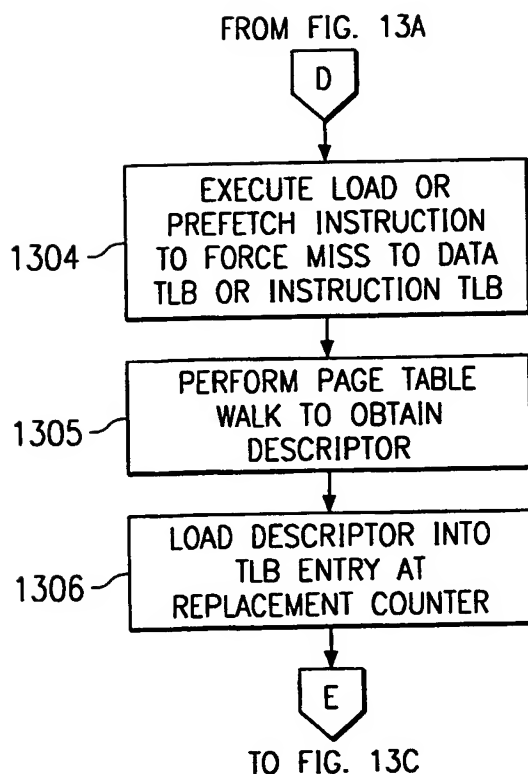 FROM FIG. 13A
D
EXECUTE LOAD OR
PREFETCH INSTRUCTION
TO FORCE MISS TO DATA
TLB OR INSTRUCTION TLB
1304
PERFORM PAGE TABLE
WALK TO OBTAIN
DESCRIPTOR
1305
LOAD DESCRIPTOR INTO
TLB ENTRY AT
REPLACEMENT COUNTER
1306
E
TO FIG. 13C